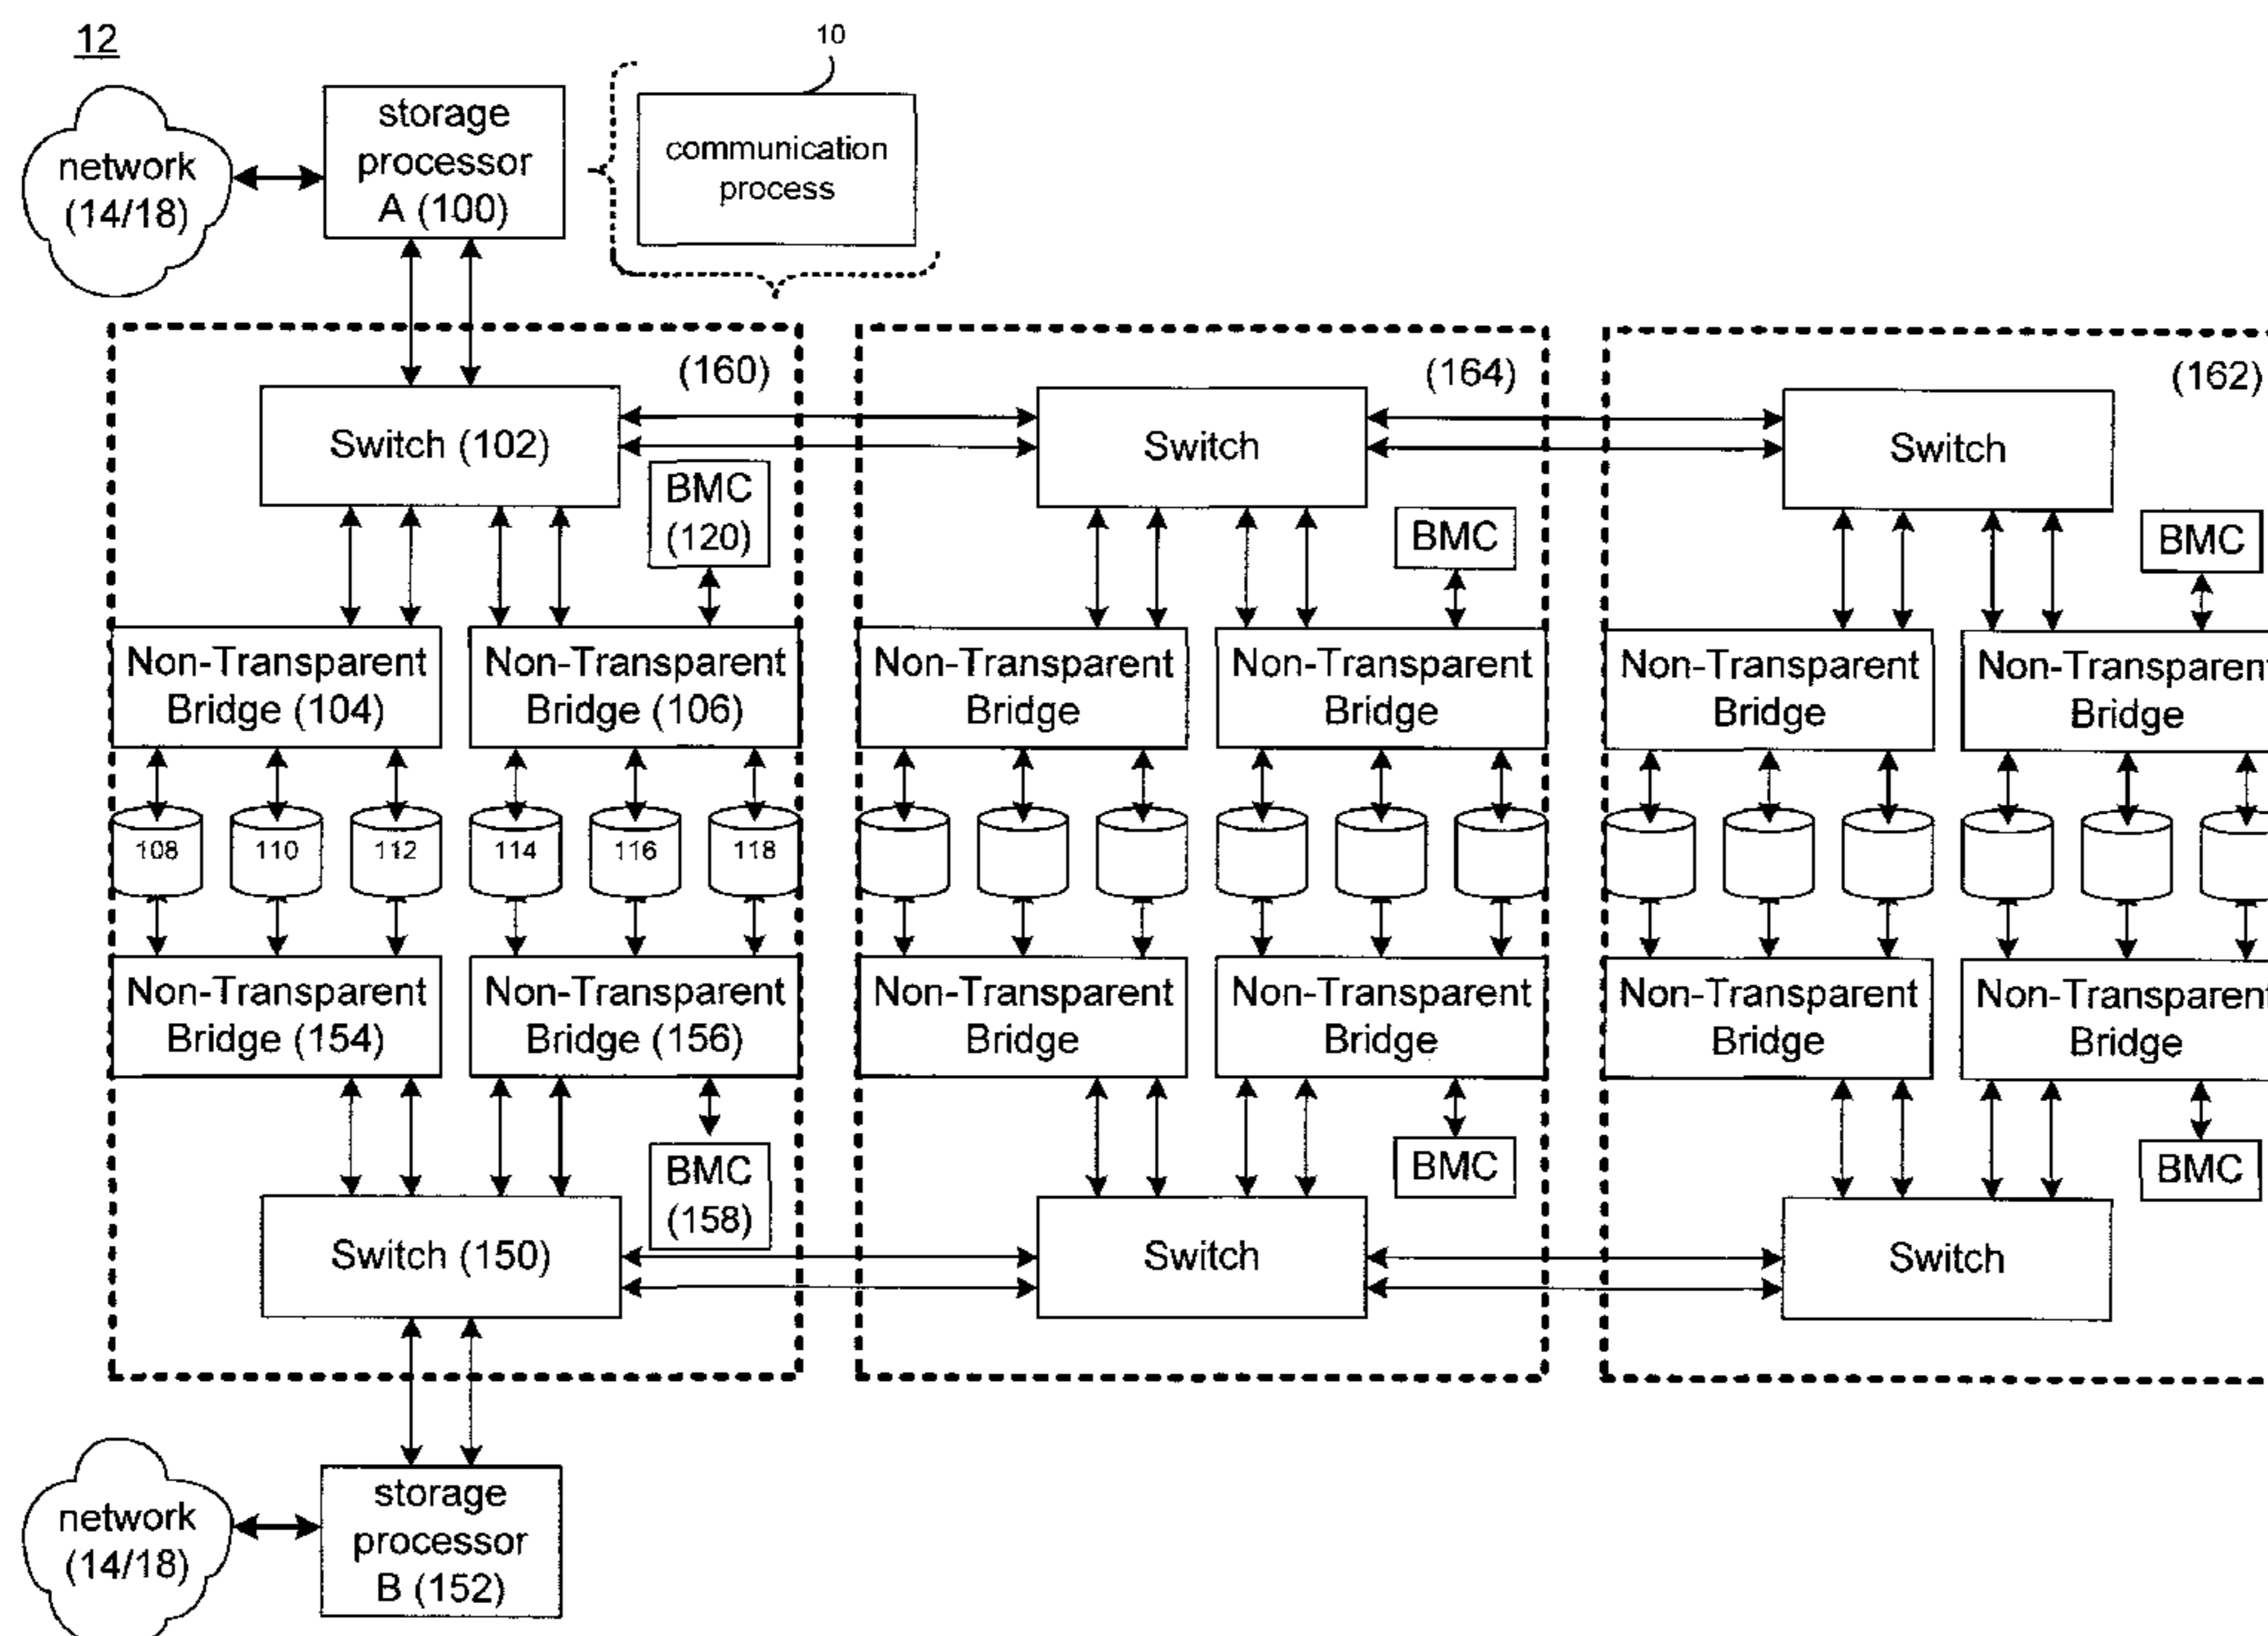 12
10
storage
processor
A (100)
network
(14/18)
communication
process
(160)
(164)
(162)
Switch (102)
Switch
Switch
BMC
(120)
BMC
BMC
Non-Transparent
Bridge (104)
Non-Transparent
Bridge (106)
Non-Transparent
Bridge
Non-Transparent
Bridge
Non-Transparent
Bridge
Non-Transparent
Bridge
108
110
112
114
116
118
Non-Transparent
Bridge (154)
Non-Transparent
Bridge (156)
Non-Transparent
Bridge
Non-Transparent
Bridge
Non-Transparent
Bridge
Non-Transparent
Bridge
BMC
(158)
BMC
BMC
Switch (150)
Switch
Switch
network
(14/18)
storage
processor
B (152)